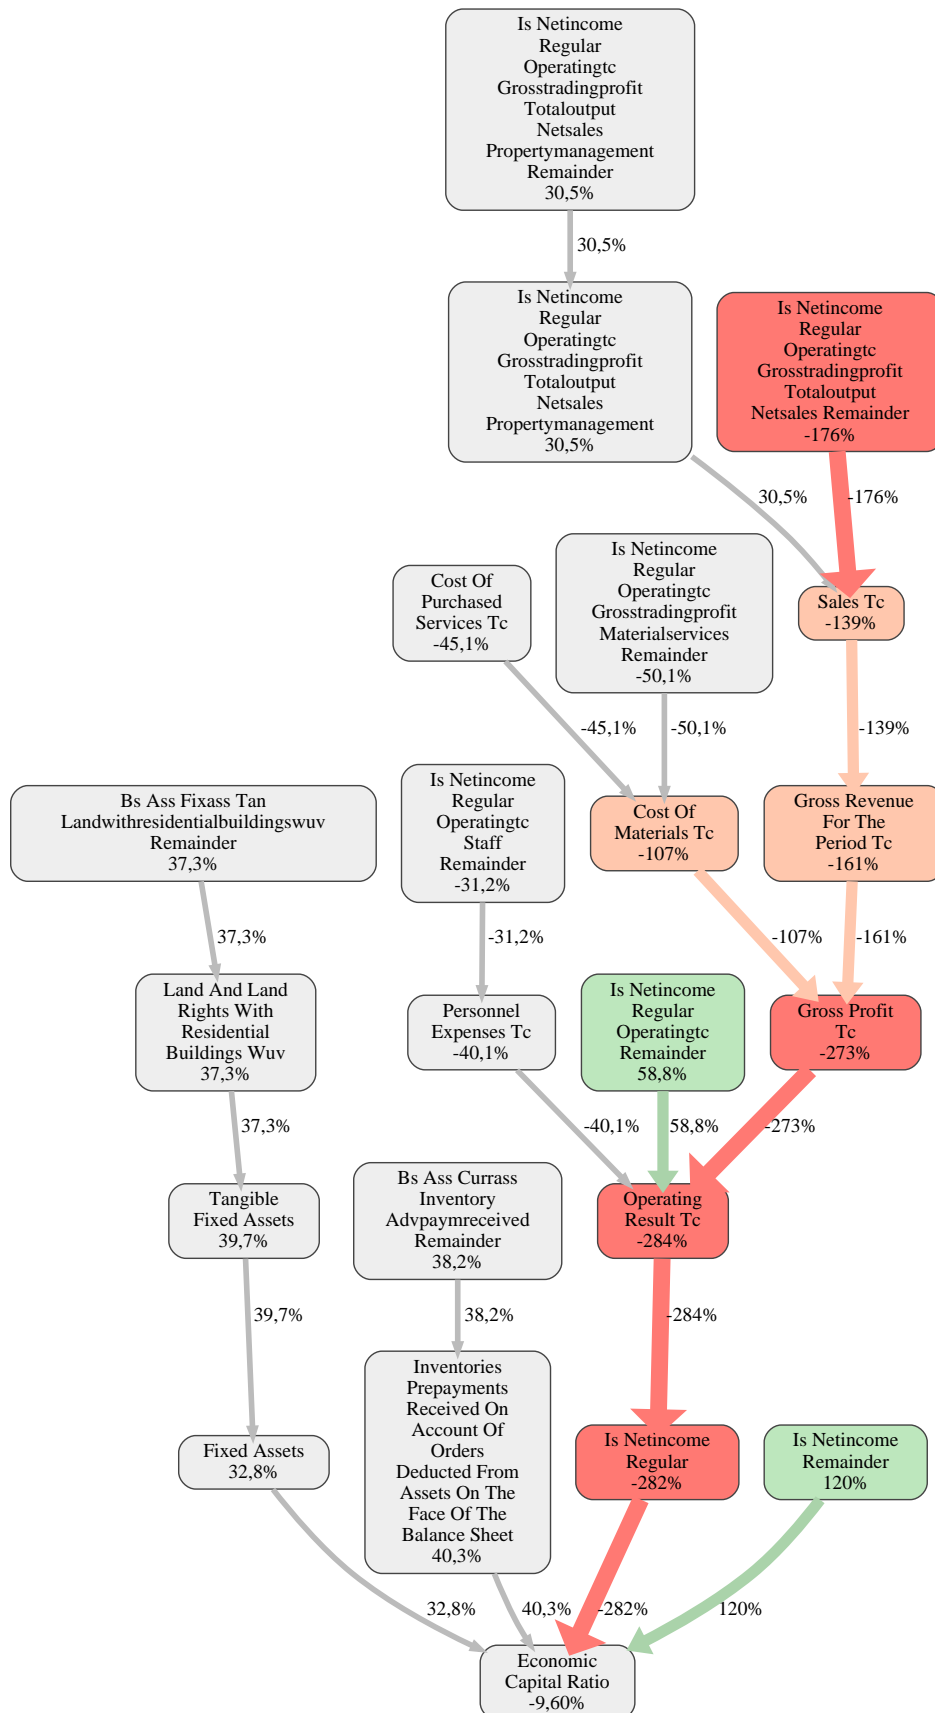 Is Netincome
Regular
Operatingtc
Grosstradingprofit
Totaloutput
Netsales
Propertymanagement
Remainder
30,5%
30,5%
Is Netincome
Regular
Operatingtc
Grosstradingprofit
Totaloutput
Netsales
Propertymanagement
30,5%
Is Netincome
Regular
Operatingtc
Grosstradingprofit
Totaloutput
Netsales Remainder
-176%
30,5%
-176%
Cost Of
Purchased
Services Tc
-45,1%
Is Netincome
Regular
Operatingtc
Grosstradingprofit
Materialservices
Remainder
-50,1%
Sales Tc
-139%
-45,1%
-50,1%
-139%
Bs Ass Fixass Tan
Landwithresidentialbuildingswuv
Remainder
37,3%
Is Netincome
Regular
Operatingtc
Staff
Remainder
-31,2%
Cost Of
Materials Tc
-107%
Gross Revenue
For The
Period Tc
-161%
37,3%
-31,2%
-107%
-161%
Land And Land
Rights With
Residential
Buildings Wuv
37,3%
Personnel
Expenses Tc
-40,1%
Is Netincome
Regular
Operatingtc
Remainder
58,8%
Gross Profit
Tc
-273%
37,3%
-40,1%
58,8%
-273%
Tangible
Fixed Assets
39,7%
Bs Ass Currass
Inventory
Advpaymreceived
Remainder
38,2%
Operating
Result Tc
-284%
39,7%
38,2%
-284%
Fixed Assets
32,8%
Inventories
Prepayments
Received On
Account Of
Orders
Deducted From
Assets On The
Face Of The
Balance Sheet
40,3%
Is Netincome
Regular
-282%
Is Netincome
Remainder
120%
32,8%
40,3%
-282%
120%
Economic
Capital Ratio
-9,60%